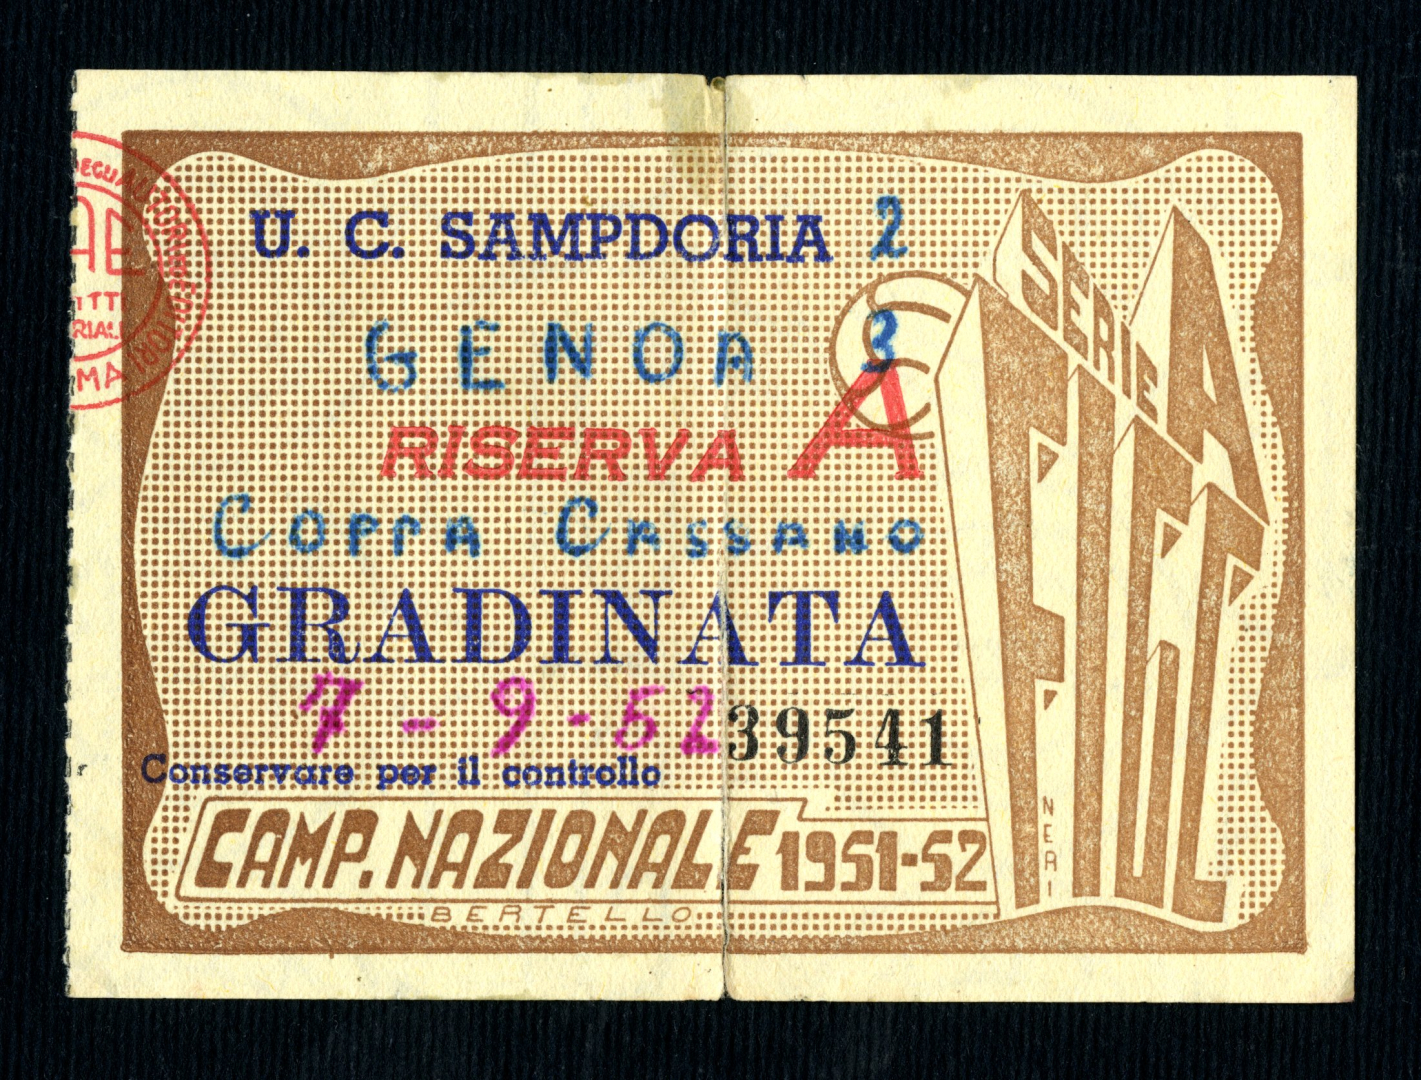 U. C. SAMPDORIA 2
GENOA 3
RISERVA A
COPPA CASSANO
GRADINATA
7-9-52 39541
Conservare per il controllo
CAMP. NAZIONALE 1951-52
BERTELLO
SERIE A
FIGC
NERI
MA